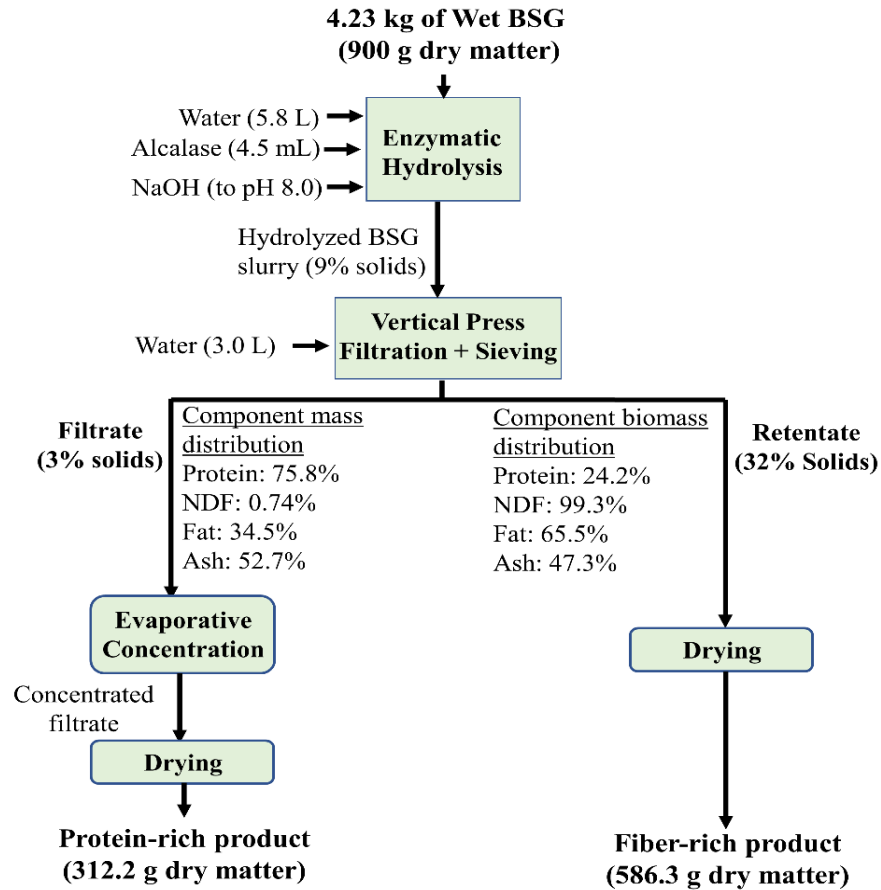 4.23 kg of Wet BSG
(900 g dry matter)
Water (5.8 L)
Alcalase (4.5 mL)
NaOH (to pH 8.0)
Enzymatic
Hydrolysis
Hydrolyzed BSG
slurry (9% solids)
Water (3.0 L)
Vertical Press
Filtration + Sieving
Filtrate
(3% solids)
Component mass
distribution
Protein: 75.8%
NDF: 0.74%
Fat: 34.5%
Ash: 52.7%
Component biomass
distribution
Protein: 24.2%
NDF: 99.3%
Fat: 65.5%
Ash: 47.3%
Retentate
(32% Solids)
Evaporative
Concentration
Concentrated
filtrate
Drying
Protein-rich product
(312.2 g dry matter)
Drying
Fiber-rich product
(586.3 g dry matter)